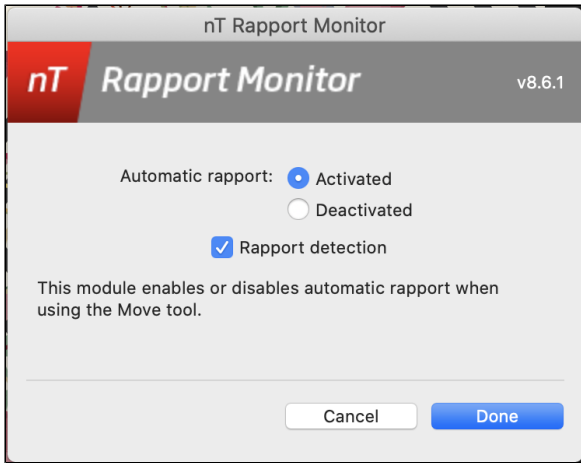 nT Rapport Monitor
nT Rapport Monitor v8.6.1
Automatic rapport: Activated
Deactivated
Rapport detection
This module enables or disables automatic rapport when
using the Move tool.
Cancel Done